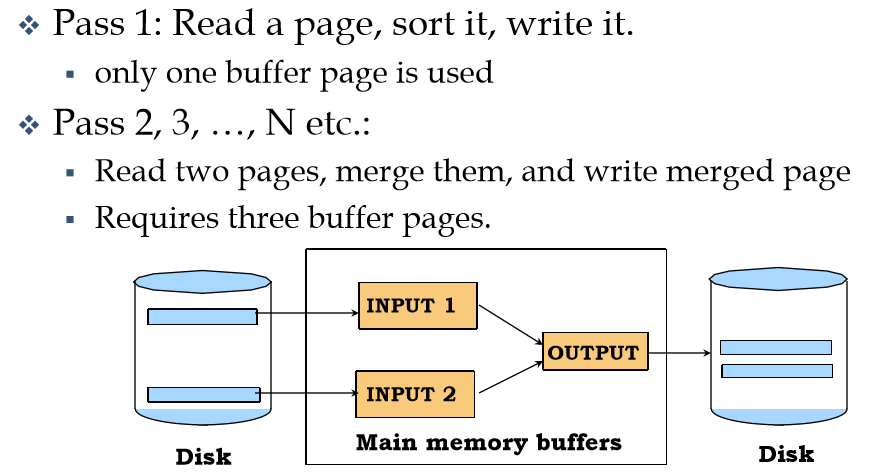 ❖ Pass 1: Read a page, sort it, write it.
▪ only one buffer page is used
❖ Pass 2, 3, …, N etc.:
▪ Read two pages, merge them, and write merged page
▪ Requires three buffer pages.
INPUT 1
OUTPUT
INPUT 2
Main memory buffers
Disk
Disk